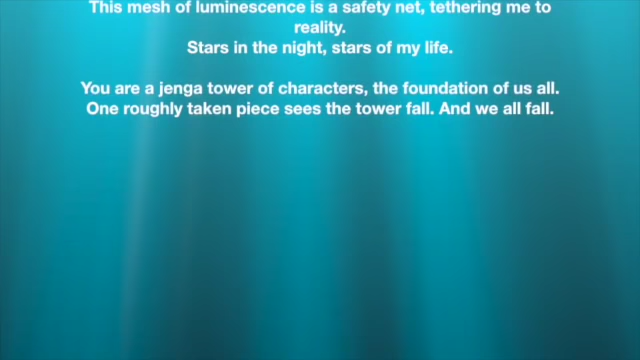 This mesh of luminescence is a safety net, tethering me to
reality.
Stars in the night, stars of my life.
You are a jenga tower of characters, the foundation of us all.
One roughly taken piece sees the tower fall. And we all fall.